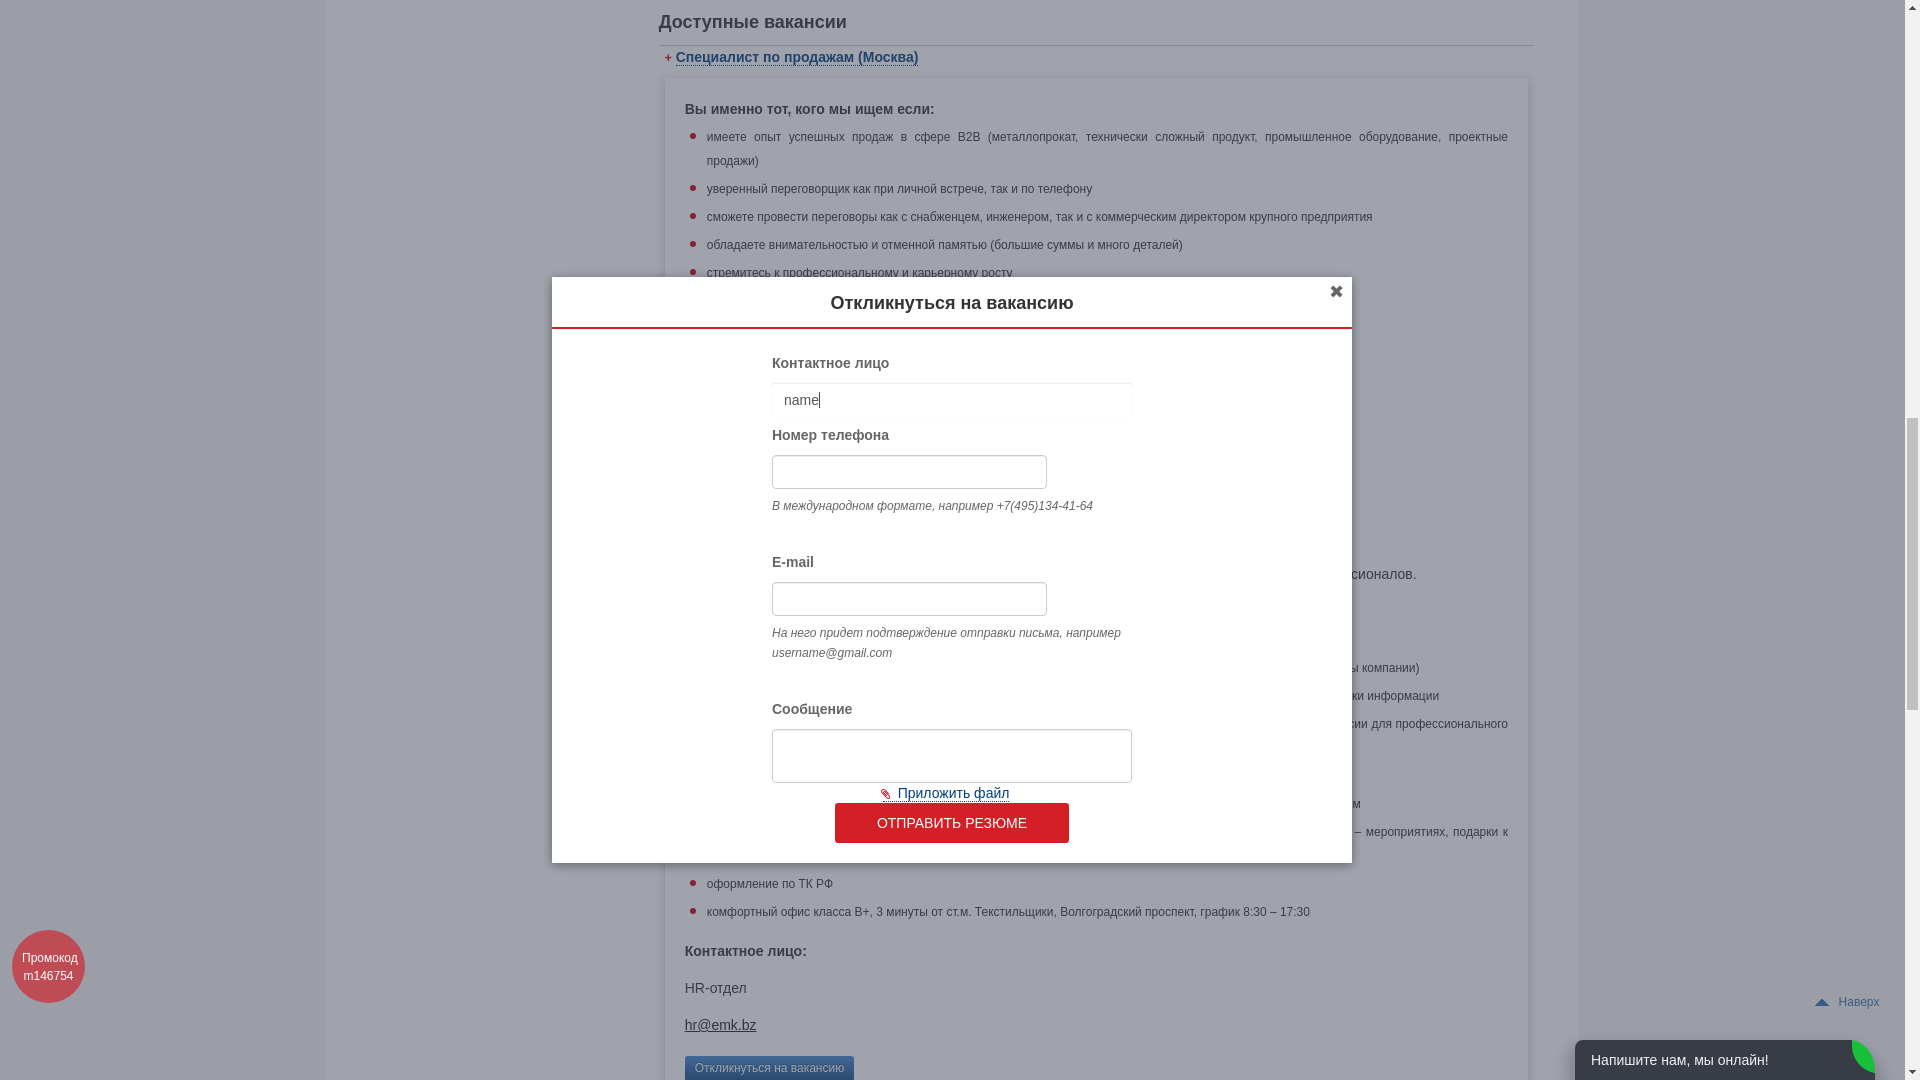 Доступные вакансии
+ Специалист по продажам (Москва)
Вы именно тот, кого мы ищем если:
имеете опыт успешных продаж в сфере B2B (металлопрокат, технически сложный продукт, промышленное оборудование, проектные
продажи)
уверенный переговорщик как при личной встрече, так и по телефону
сможете провести переговоры как с снабженцем, инженером, так и с коммерческим директором крупного предприятия
обладаете внимательностью и отменной памятью (большие суммы и много деталей)
стремитесь к профессиональному и карьерному росту
Откликнуться на вакансию
Контактное лицо
name
Номер телефона
В международном формате, например +7(495)134-41-64
E-mail
сионалов.
На него придет подтверждение отправки письма, например
username@gmail.com
ы компании)
ки информации
Сообщение
сии для профессионального
Приложить файл
м
ОТПРАВИТЬ РЕЗЮМЕ
– мероприятиях, подарки к
оформление по ТК РФ
комфортный офис класса В+, 3 минуты от ст.м. Текстильщики, Волгоградский проспект, график 8:30 – 17:30
Контактное лицо:
Промокод
m146754
HR-отдел
Наверх
hr@emk.bz
Напишите нам, мы онлайн!
Откликнуться на вакансию